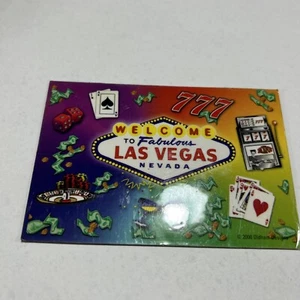 777
WELCOME
TO Fabulous
LAS VEGAS
NEVADA